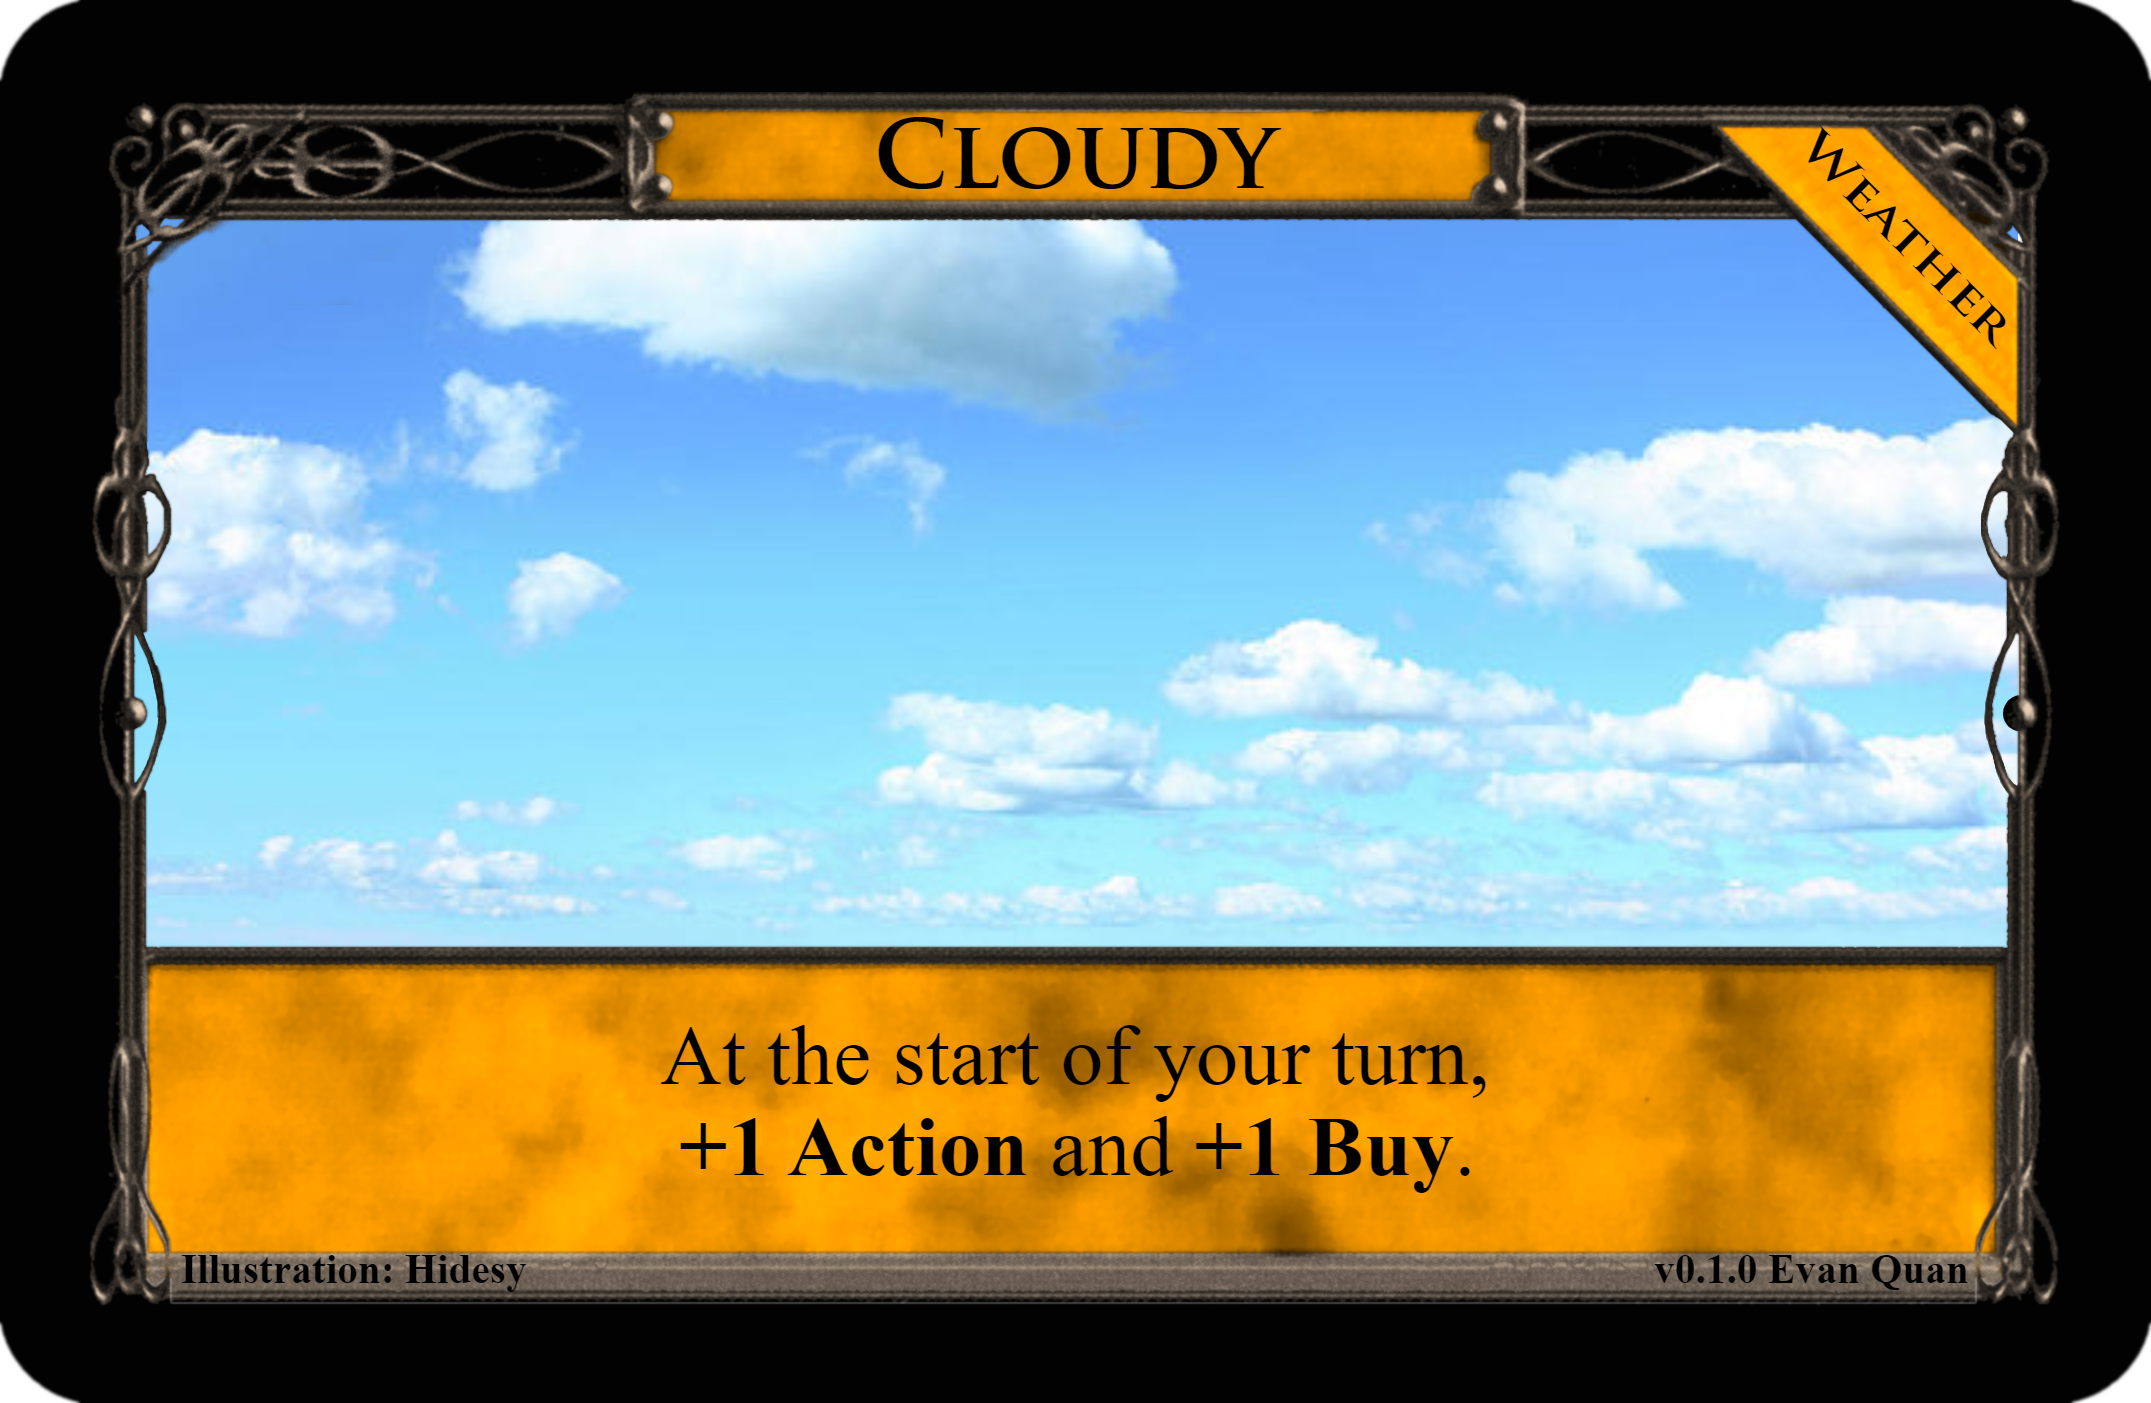 Cloudy
Weather
At the start of your turn,
+1 Action and +1 Buy.
Illustration: Hidesy
v0.1.0 Evan Quan